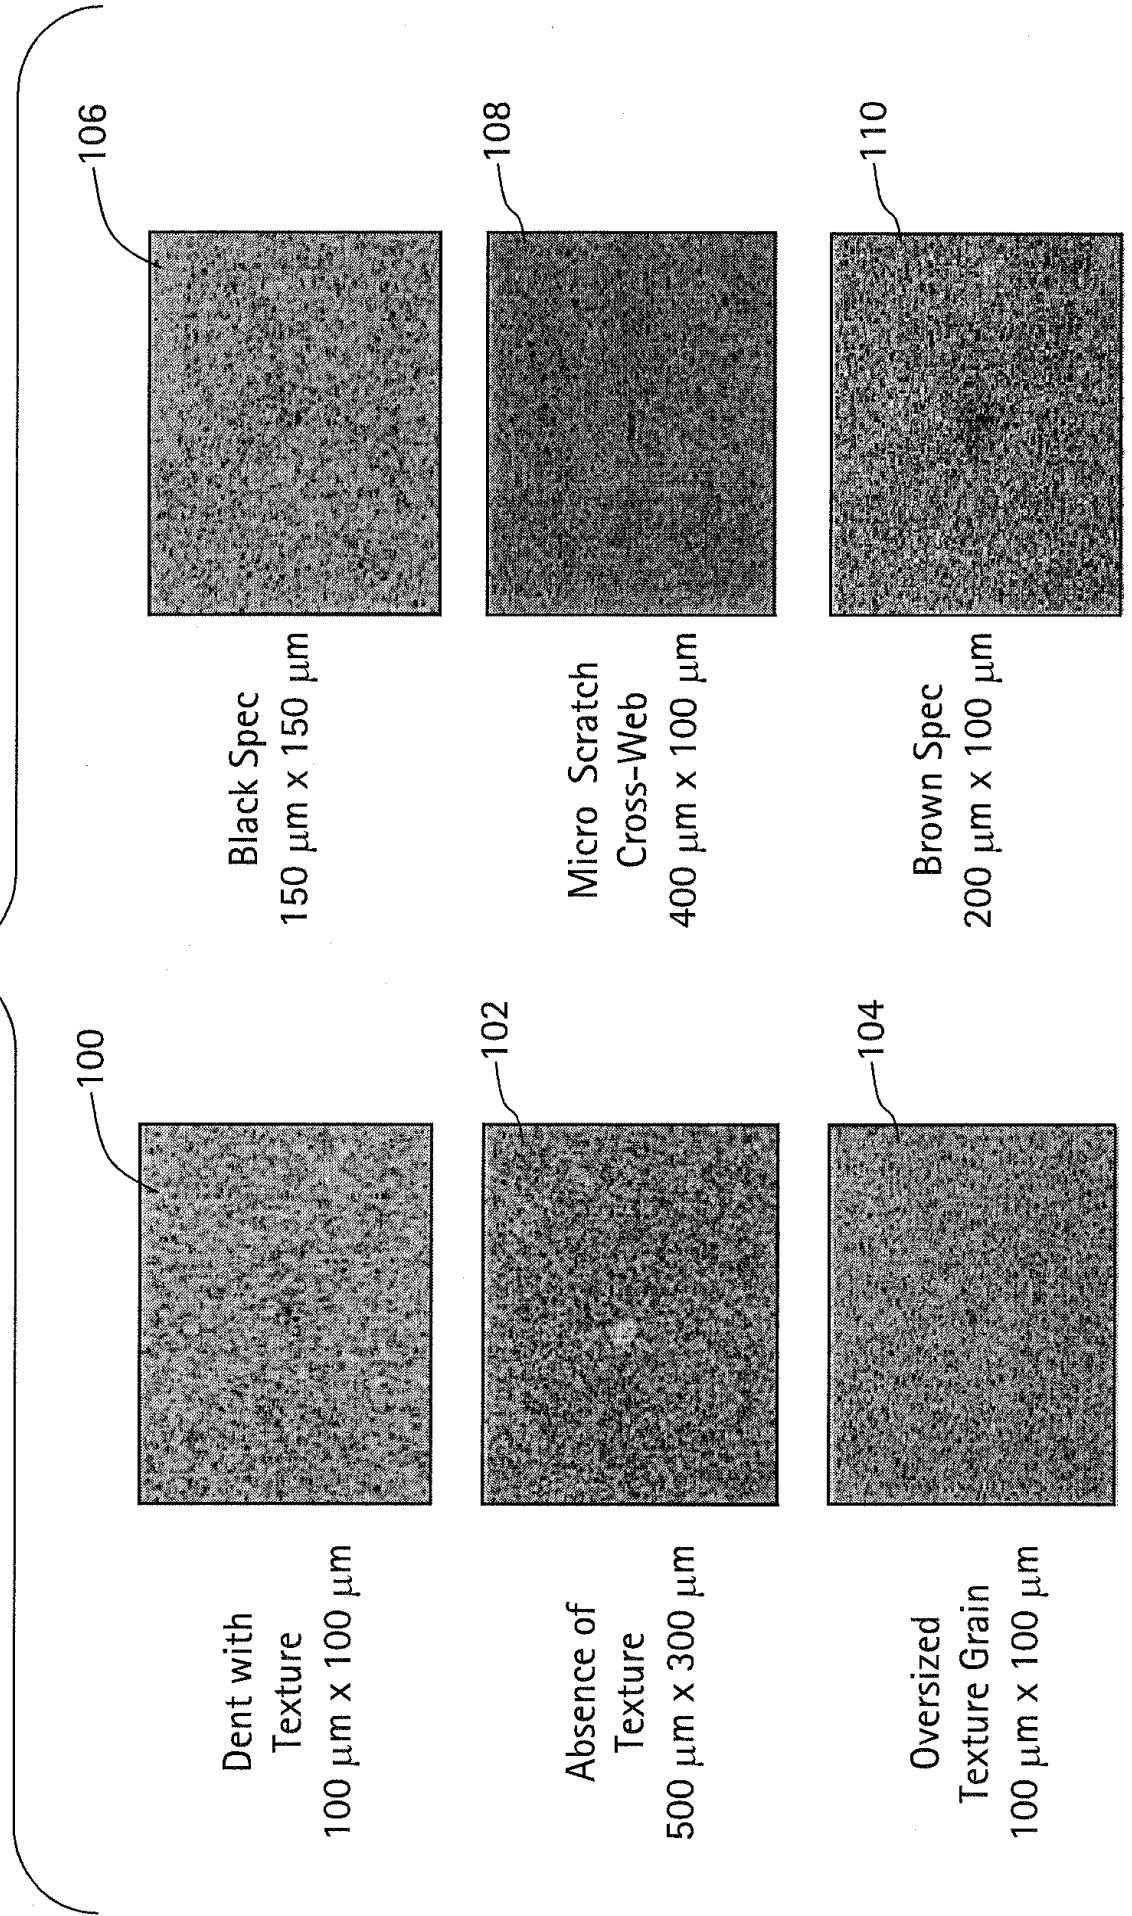 100
Dent with
Texture
100 μm x 100 μm
106
Black Spec
150 μm x 150 μm
102
Absence of
Texture
500 μm x 300 μm
108
Micro Scratch
Cross-Web
400 μm x 100 μm
104
Oversized
Texture Grain
100 μm x 100 μm
110
Brown Spec
200 μm x 100 μm